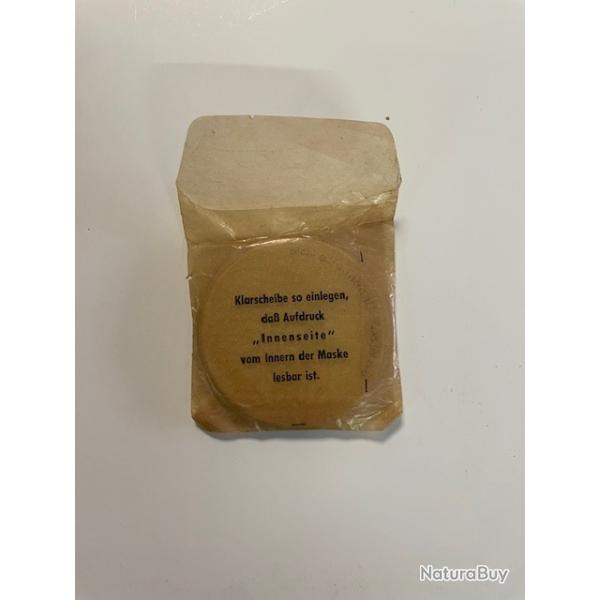 Klarscheibe so einlegen,
daß Aufdruck
„Innenseite"
vom Innern der Maske
lesbar ist.
NaturaBuy